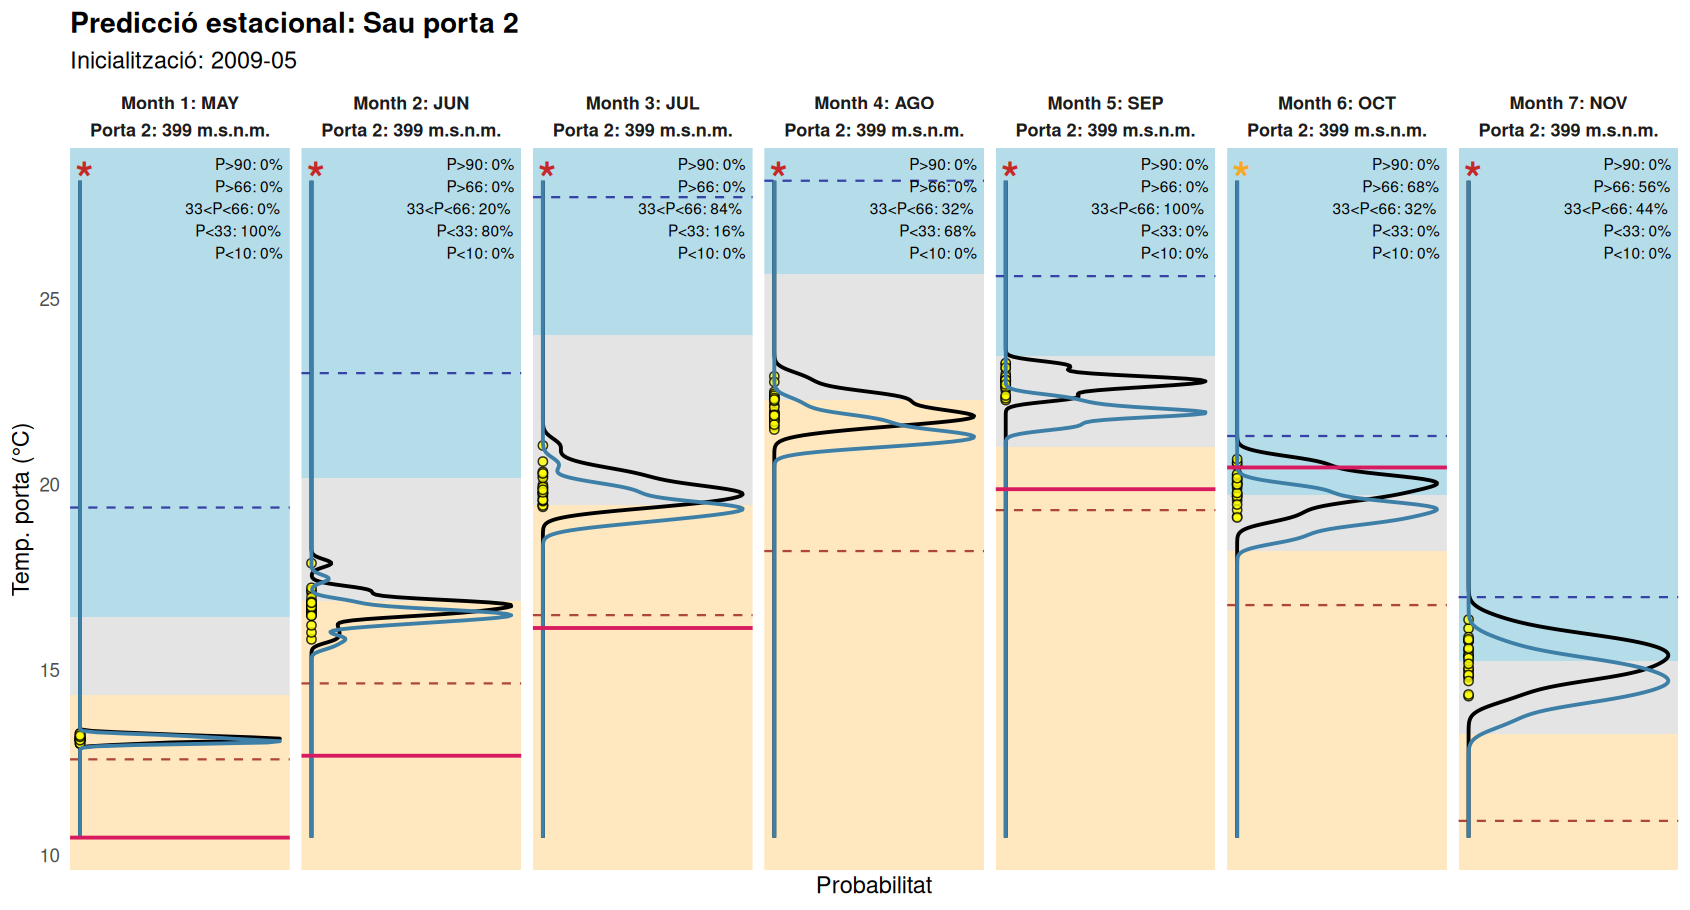 Predicció estacional: Sau porta 2
Inicialització: 2009-05
Month 1: MAY
Porta 2: 399 m.s.n.m.
Month 2: JUN
Porta 2: 399 m.s.n.m.
Month 3: JUL
Porta 2: 399 m.s.n.m.
Month 4: AGO
Porta 2: 399 m.s.n.m.
Month 5: SEP
Porta 2: 399 m.s.n.m.
Month 6: OCT
Porta 2: 399 m.s.n.m.
Month 7: NOV
Porta 2: 399 m.s.n.m.
*
P>90: 0%
P>66: 0%
33<P<66: 0%
P<33: 100%
P<10: 0%
*
P>90: 0%
P>66: 0%
33<P<66: 20%
P<33: 80%
P<10: 0%
*
P>90: 0%
P>66: 0%
33<P<66: 84%
P<33: 16%
P<10: 0%
*
P>90: 0%
P>66: 0%
33<P<66: 32%
P<33: 68%
P<10: 0%
*
P>90: 0%
P>66: 0%
33<P<66: 100%
P<33: 0%
P<10: 0%
*
P>90: 0%
P>66: 68%
33<P<66: 32%
P<33: 0%
P<10: 0%
*
P>90: 0%
P>66: 56%
33<P<66: 44%
P<33: 0%
P<10: 0%
25
20
15
10
Temp. porta (°C)
Probabilitat